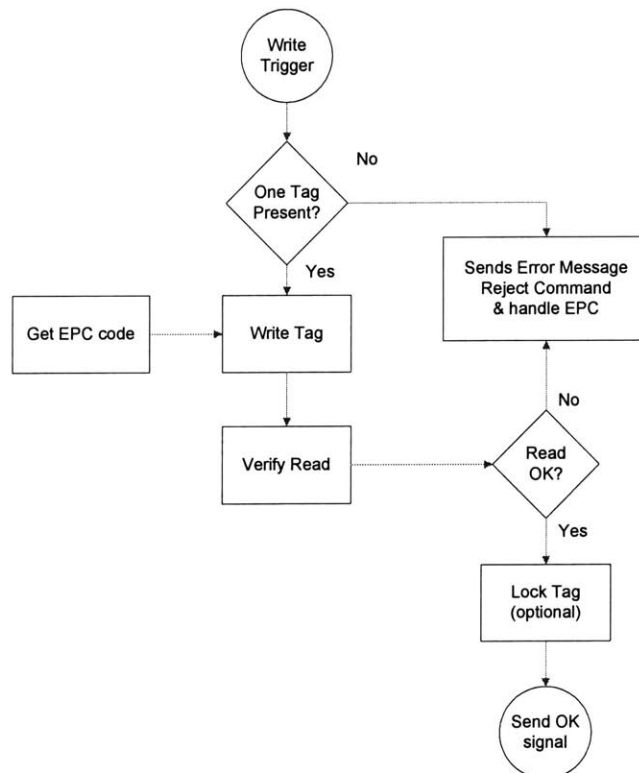 Write
Trigger
No
One Tag
Present?
Yes
Sends Error Message
Reject Command
& handle EPC
Get EPC code
Write Tag
No
Verify Read
Read
OK?
Yes
Lock Tag
(optional)
Send OK
signal